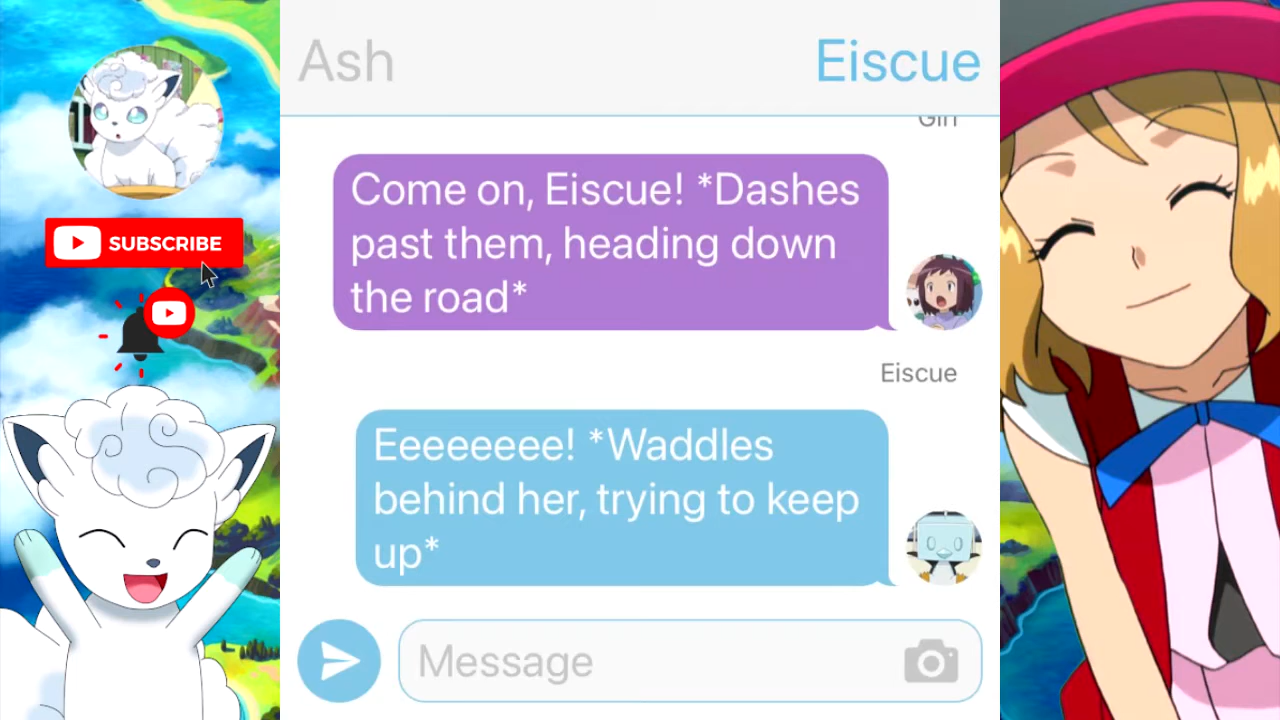 Ash
Eiscue
Girl
Come on, Eiscue! *Dashes
past them, heading down
the road*
SUBSCRIBE
Eiscue
Eeeeeeee! *Waddles
behind her, trying to keep
up*
Message